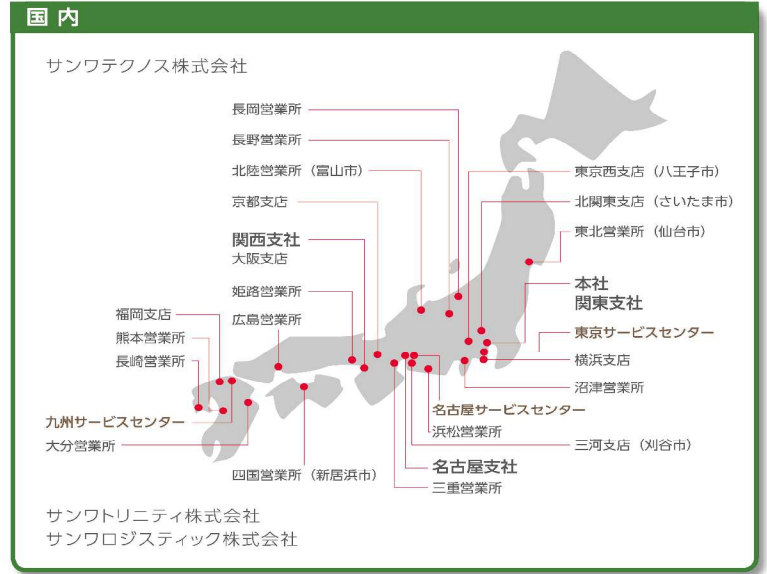 国内
サンワテクノス株式会社
長岡営業所
長野営業所
北陸営業所（富山市）
京都支店
関西支社
大阪支店
姫路営業所
広島営業所
福岡支店
熊本営業所
長崎営業所
九州サービスセンター
大分営業所
四国営業所（新居浜市）
東京西支店（八王子市）
北関東支店（さいたま市）
東北営業所（仙台市）
本社
関東支社
東京サービスセンター
横浜支店
沼津営業所
名古屋サービスセンター
浜松営業所
三河支店（刈谷市）
名古屋支社
三重営業所
サンワトリニティ株式会社
サンワロジスティック株式会社